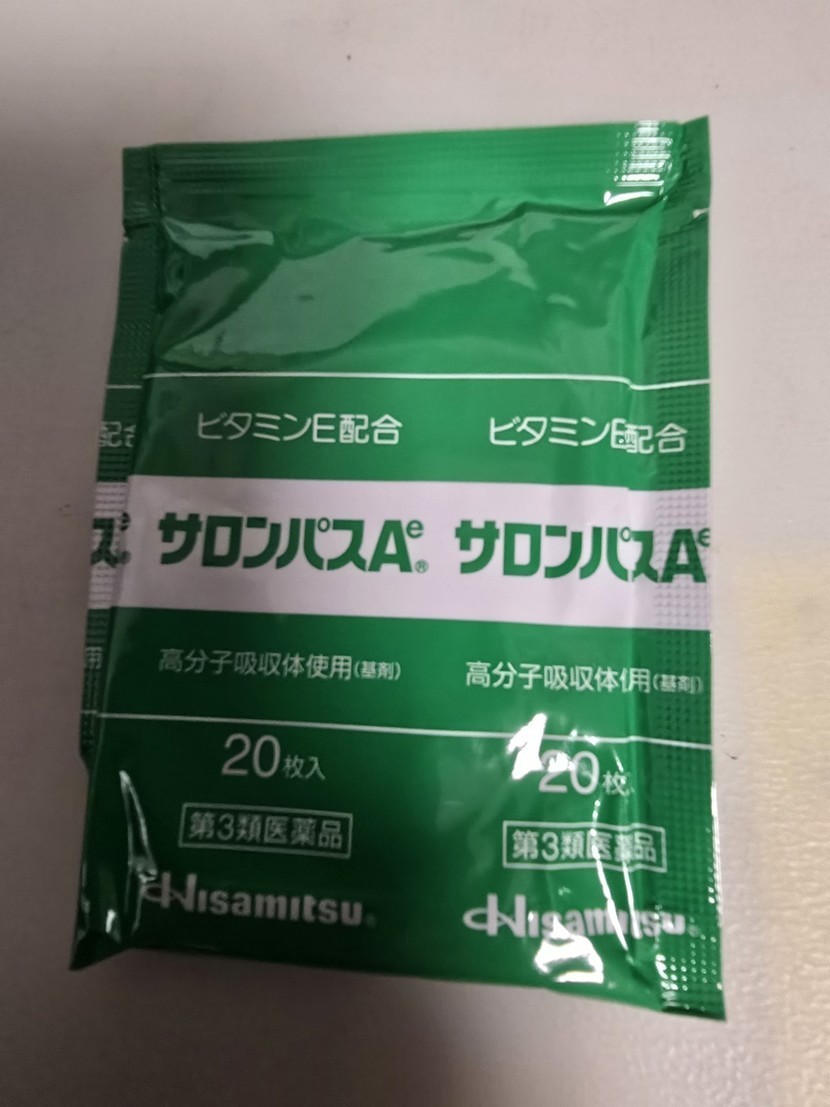 ビタミンE配合 ビタミンE配合
サロンパスAe® サロンパスAe
高分子吸収体使用(基剤) 高分子吸収体使用(基剤)
20枚入 20枚
第3類医薬品 第3類医薬品
Hisamitsu® Hisamitsu®